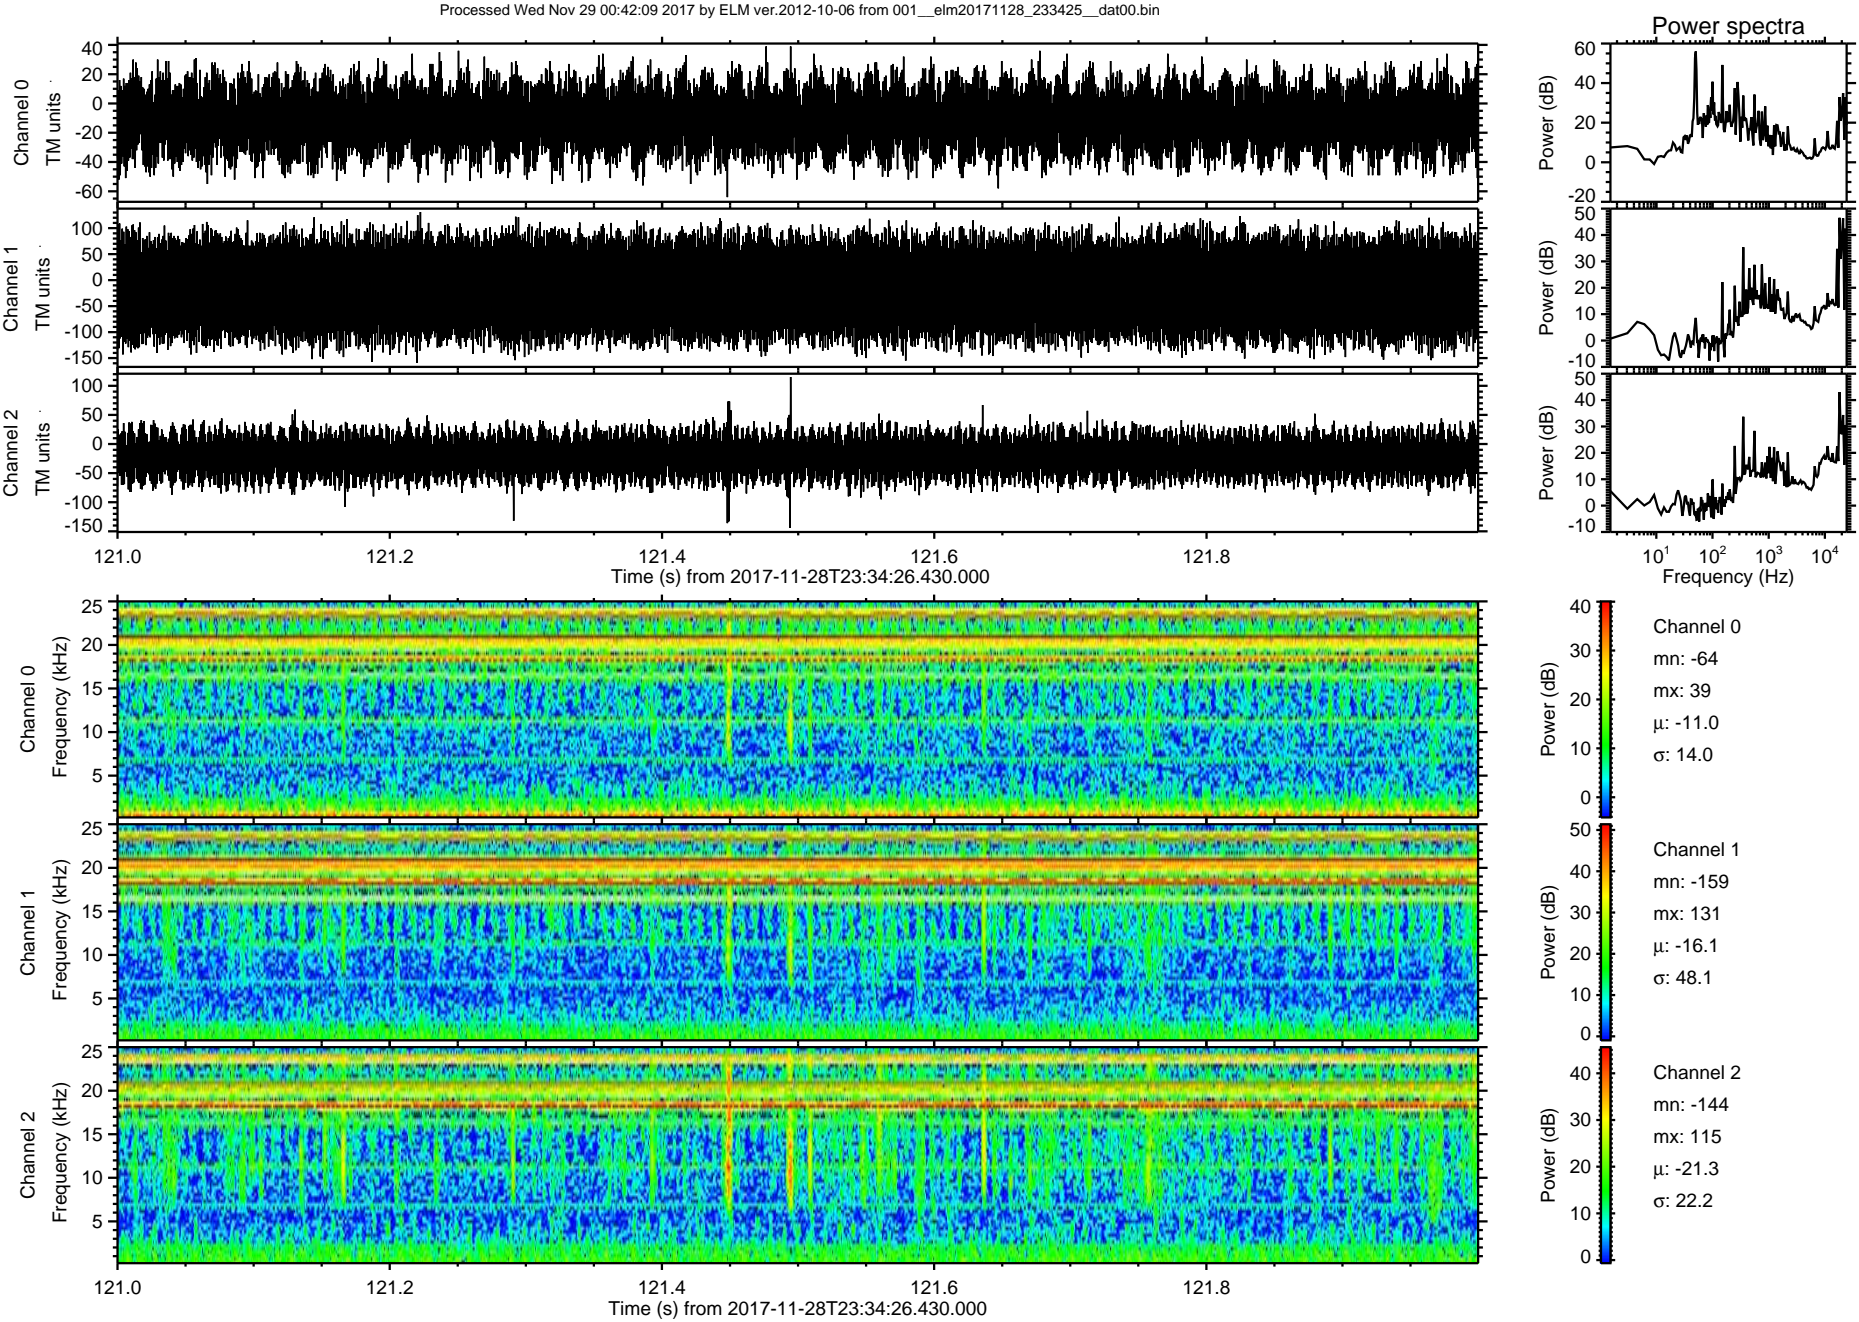 Processed Wed Nov 29 00:42:09 2017 by ELM ver.2012-10-06 from 001__elm20171128_233425__dat00.bin
Power spectra
Channel 0
TM units
40
20
0
-20
-40
-60
Power (dB)
60
40
20
0
-20
Channel 1
TM units
100
50
0
-50
-100
-150
Power (dB)
50
40
30
20
10
0
-10
Channel 2
TM units
100
50
0
-50
-100
-150
Power (dB)
50
40
30
20
10
0
-10
121.0 121.2 121.4 121.6 121.8
Time (s) from 2017-11-28T23:34:26.430.000
10¹ 10² 10³ 10⁴
Frequency (Hz)
Channel 0
Frequency (kHz)
25
20
15
10
5
Power (dB)
40
30
20
10
0
Channel 0
mn: -64
mx: 39
μ: -11.0
σ: 14.0
Channel 1
Frequency (kHz)
25
20
15
10
5
Power (dB)
50
40
30
20
10
0
Channel 1
mn: -159
mx: 131
μ: -16.1
σ: 48.1
Channel 2
Frequency (kHz)
25
20
15
10
5
Power (dB)
40
30
20
10
0
Channel 2
mn: -144
mx: 115
μ: -21.3
σ: 22.2
121.0 121.2 121.4 121.6 121.8
Time (s) from 2017-11-28T23:34:26.430.000